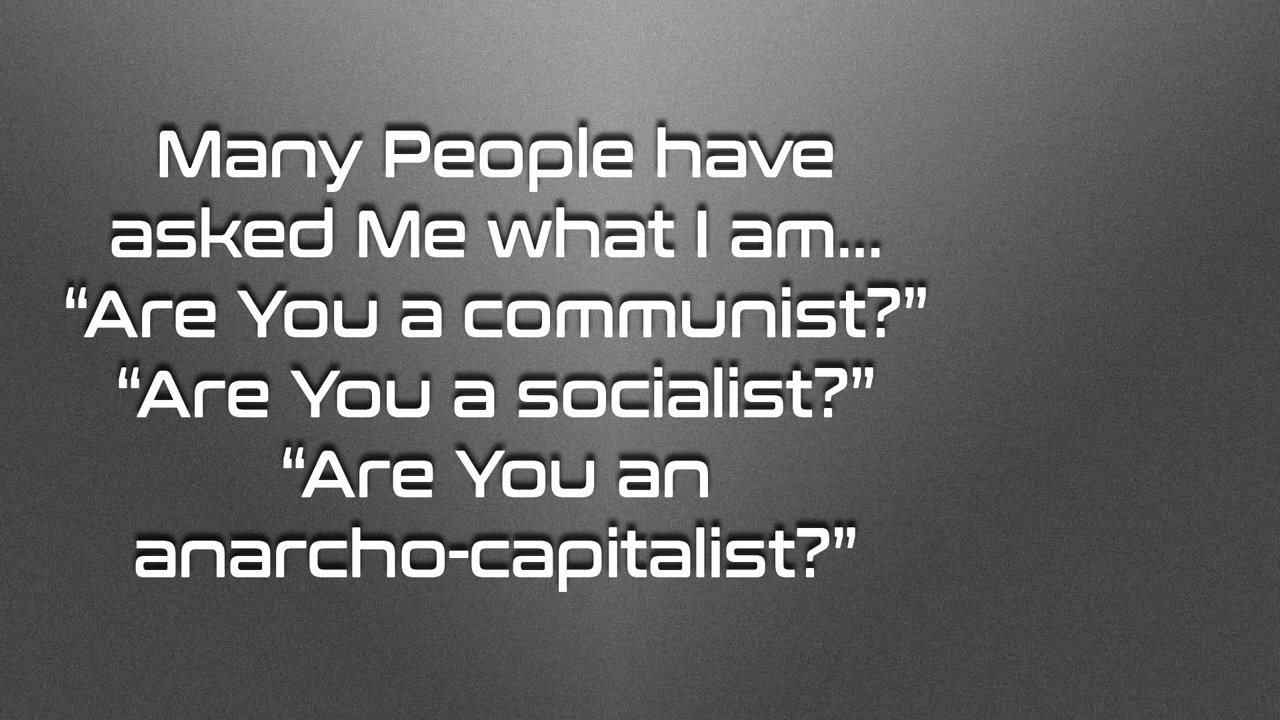 Many People have
asked Me what I am...
“Are You a communist?”
“Are You a socialist?”
“Are You an
anarcho-capitalist?”